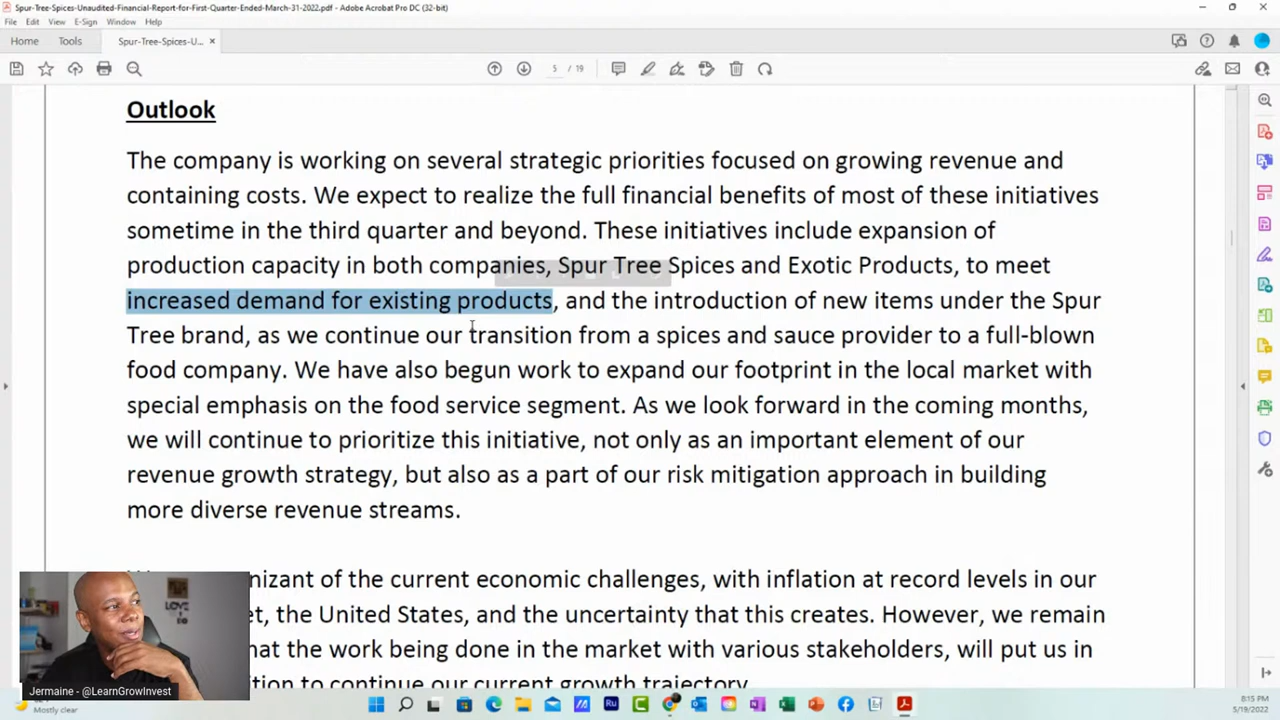 Spur-Tree-Spices-Unaudited-Financial-Report-for-First-Quarter-Ended-March-31-2022.pdf - Adobe Acrobat Pro DC (32-bit)
File Edit View E-Sign Window Help
Home Tools Spur-Tree-Spices-U...
5 / 19
Outlook
The company is working on several strategic priorities focused on growing revenue and
containing costs. We expect to realize the full financial benefits of most of these initiatives
sometime in the third quarter and beyond. These initiatives include expansion of
production capacity in both companies, Spur Tree Spices and Exotic Products, to meet
increased demand for existing products, and the introduction of new items under the Spur
Tree brand, as we continue our transition from a spices and sauce provider to a full-blown
food company. We have also begun work to expand our footprint in the local market with
special emphasis on the food service segment. As we look forward in the coming months,
we will continue to prioritize this initiative, not only as an important element of our
revenue growth strategy, but also as a part of our risk mitigation approach in building
more diverse revenue streams.
of the current economic challenges, with inflation at record levels in our
the United States, and the uncertainty that this creates. However, we remain
the work being done in the market with various stakeholders, will put us in
to continue our current growth trajectory.
LOVE
Jermaine - @LearnGrowInvest
Mostly clear
Ru
8:15 PM
5/19/2022